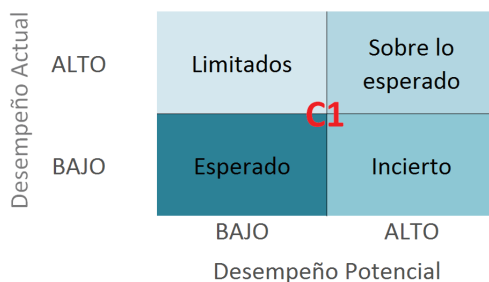 Desempeño Actual
ALTO
BAJO
Limitados
Sobre lo
esperado
C1
Esperado
Incierto
BAJO
ALTO
Desempeño Potencial